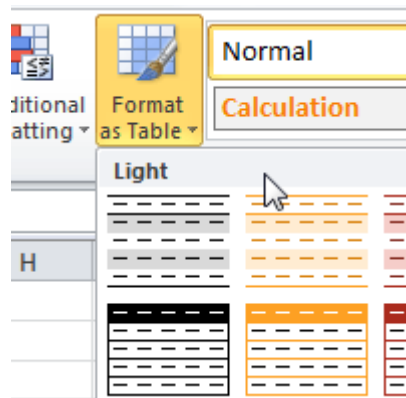 Normal
ditional
atting
Format
as Table
Calculation
Light
H